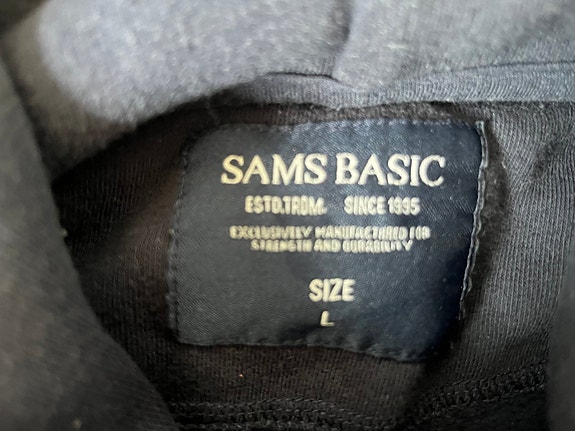 SAMS BASIC
ESTD.TRDM. SINCE 1995
EXCLUSIVELY MANUFACTURED FOR
STRENGTH AND DURABILITY
SIZE
L